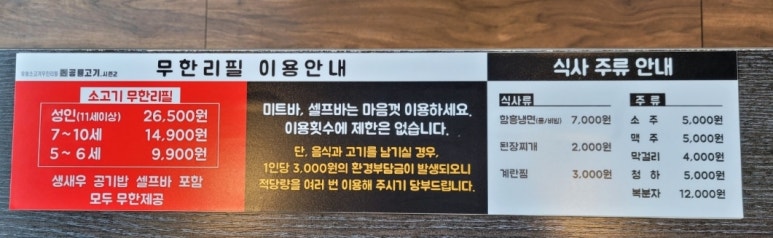 무한리필 이용안내
소고기 무한리필
성인(11세이상) 26,500원
7~10세 14,900원
5~6세 9,900원
생새우 공기밥 셀프바 포함
모두 무한제공
미트바, 셀프바는 마음껏 이용하세요.
이용횟수에 제한은 없습니다.
단, 음식과 고기를 남기실 경우,
1인당 3,000원의 환경부담금이 발생되오니
적당량을 여러 번 이용해 주시기 당부드립니다.
식사 주류 안내
식사류
함흥냉면(물/비빔) 7,000원
된장찌개 2,000원
계란찜 3,000원
주류
소주 5,000원
맥주 5,000원
막걸리 4,000원
청하 5,000원
복분자 12,000원